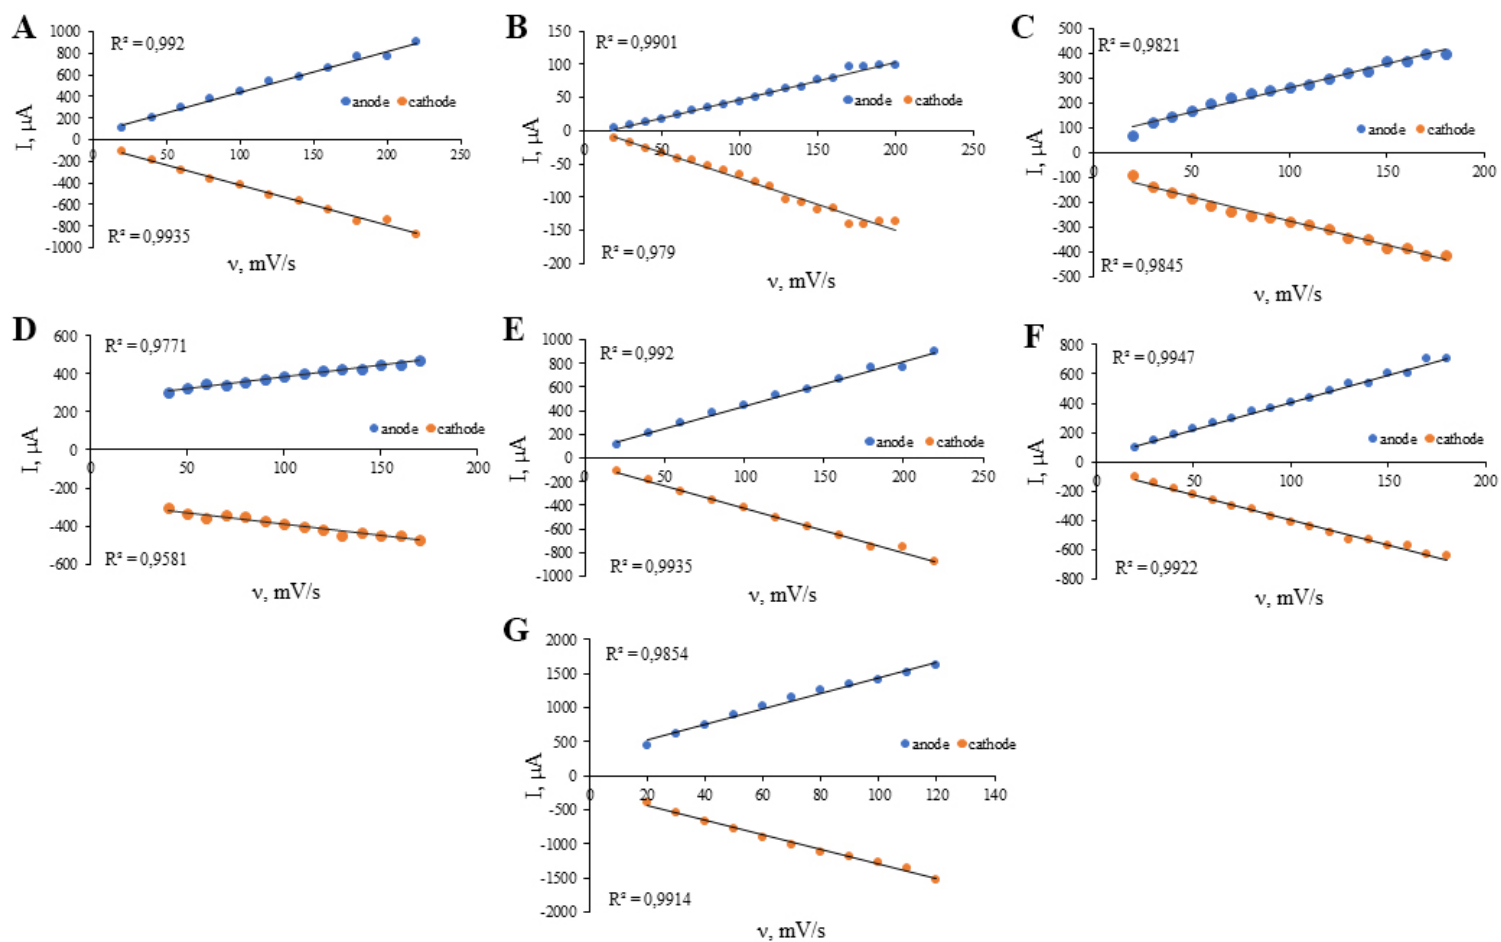 A
R² = 0,992
1000
800
600
400
200
0
-200
-400
-600
-800
-1000
0 50 100 150 200 250
I, μA
anode cathode
R² = 0,9935
ν, mV/s
B
R² = 0,9901
150
100
50
0
-50
-100
-150
-200
0 50 100 150 200 250
I, μA
anode cathode
R² = 0,979
ν, mV/s
C
R² = 0,9821
500
400
300
200
100
0
-100
-200
-300
-400
-500
0 50 100 150 200
I, μA
anode cathode
R² = 0,9845
ν, mV/s
D
R² = 0,9771
600
400
200
0
-200
-400
-600
0 50 100 150 200
I, μA
anode cathode
R² = 0,9581
ν, mV/s
E
R² = 0,992
1000
800
600
400
200
0
-200
-400
-600
-800
-1000
0 50 100 150 200 250
I, μA
anode cathode
R² = 0,9935
ν, mV/s
F
R² = 0,9947
800
600
400
200
0
-200
-400
-600
-800
0 50 100 150 200
I, μA
anode cathode
R² = 0,9922
ν, mV/s
G
R² = 0,9854
2000
1500
1000
500
0
-500
-1000
-1500
-2000
0 20 40 60 80 100 120 140
I, μA
anode cathode
R² = 0,9914
ν, mV/s